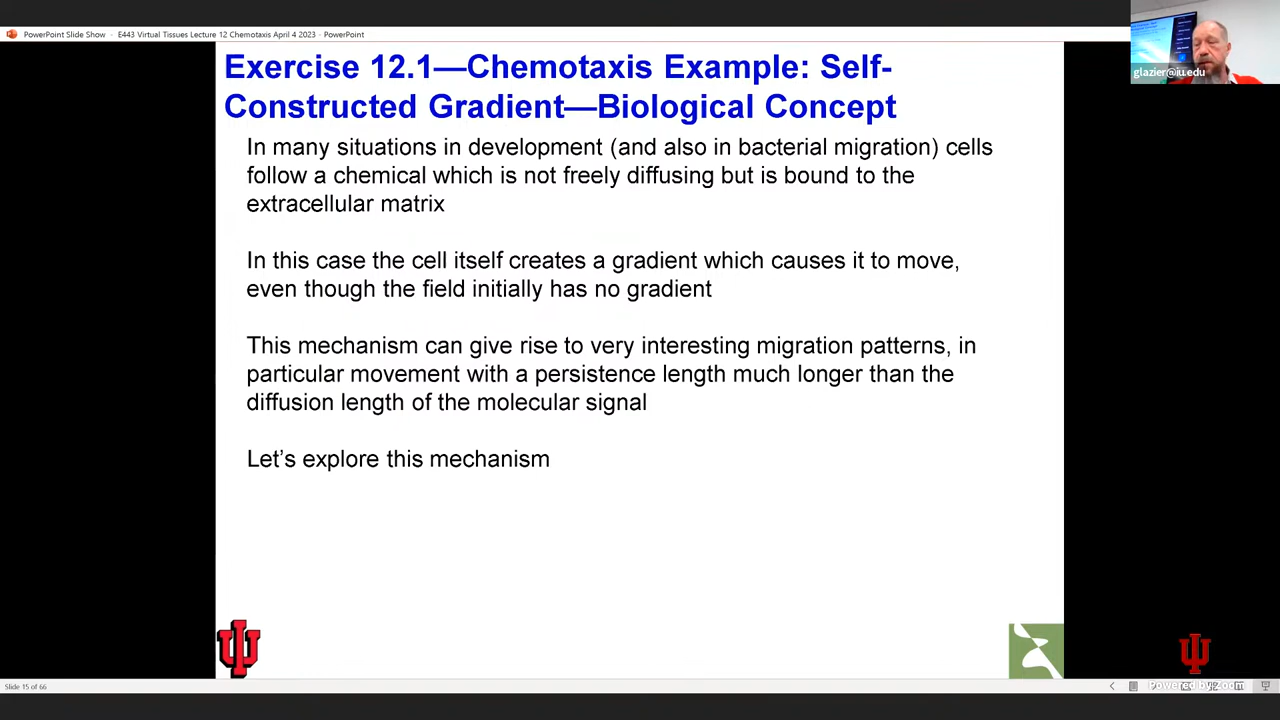 PowerPoint Slide Show - E443 Virtual Tissues Lecture 12 Chemotaxis April 4 2023 - PowerPoint
glazier@iu.edu
Exercise 12.1—Chemotaxis Example: Self-
Constructed Gradient—Biological Concept
In many situations in development (and also in bacterial migration) cells
follow a chemical which is not freely diffusing but is bound to the
extracellular matrix
In this case the cell itself creates a gradient which causes it to move,
even though the field initially has no gradient
This mechanism can give rise to very interesting migration patterns, in
particular movement with a persistence length much longer than the
diffusion length of the molecular signal
Let's explore this mechanism
Slide 15 of 66
Powered by zoom